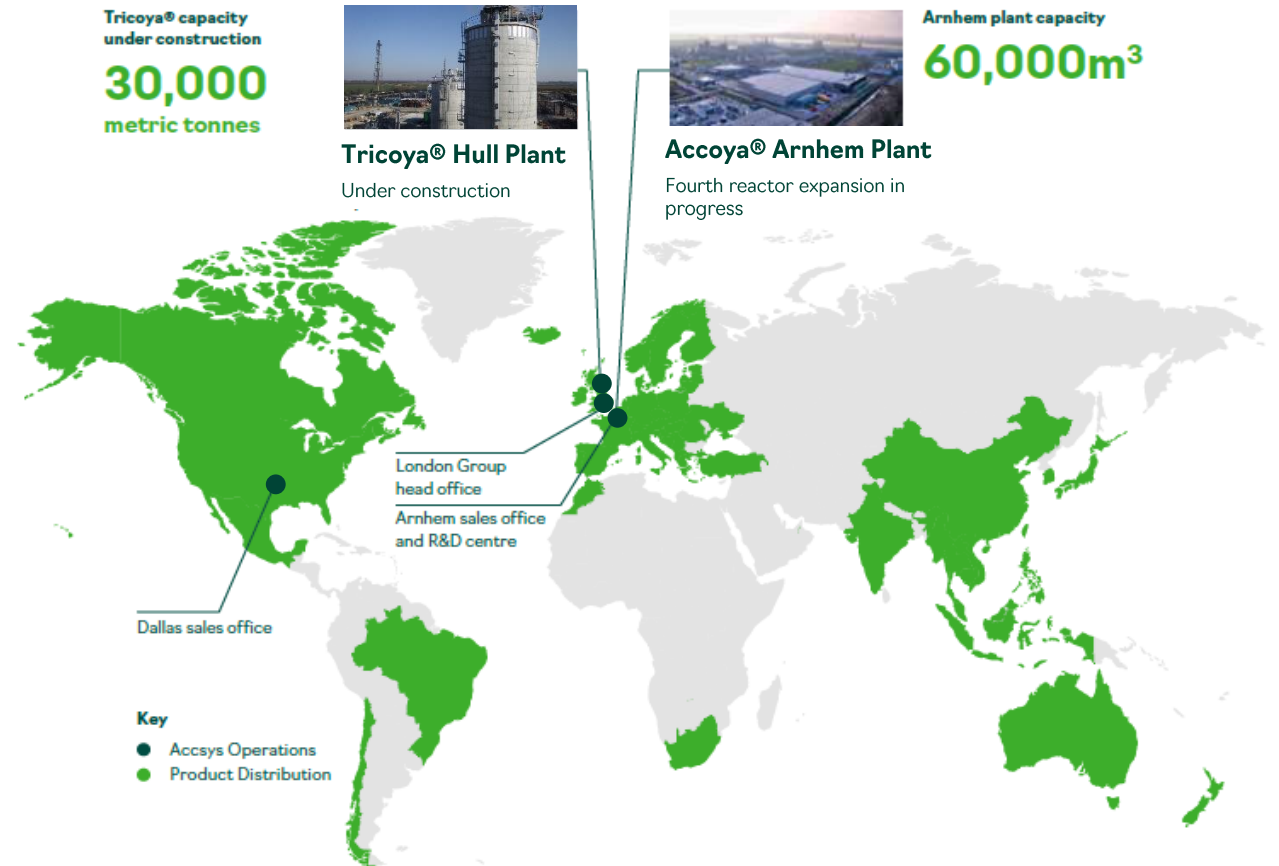 Tricoya® capacity
under construction
30,000
metric tonnes
Tricoya® Hull Plant
Under construction
Accoya® Arnhem Plant
Fourth reactor expansion in
progress
Arnhem plant capacity
60,000m³
London Group
head office
Arnhem sales office
and R&D centre
Dallas sales office
Key
Accsys Operations
Product Distribution